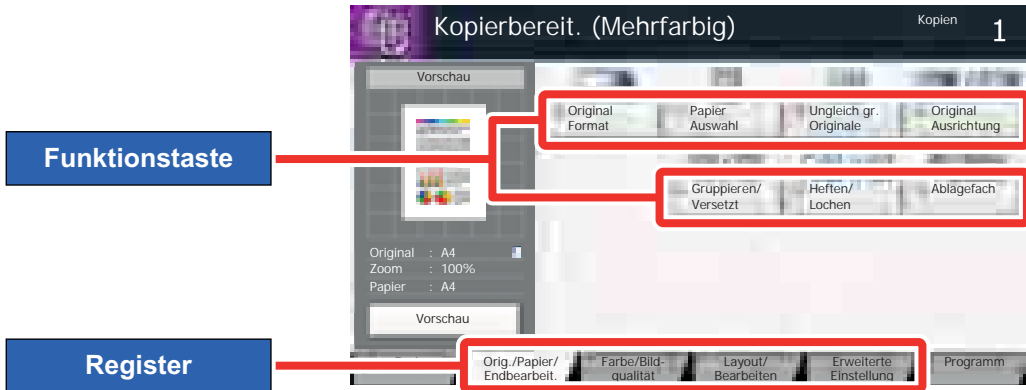 Kopierbereit. (Mehrfarbig)
Kopien
1
Vorschau
Original
Format
Papier
Auswahl
Ungleich gr.
Originale
Original
Ausrichtung
Funktionstaste
Gruppieren/
Versetzt
Heften/
Lochen
Ablagefach
Original : A4
Zoom : 100%
Papier : A4
Vorschau
Register
Orig./Papier/
Endbearbeit.
Farbe/Bild-
qualität
Layout/
Bearbeiten
Erweiterte
Einstellung
Programm